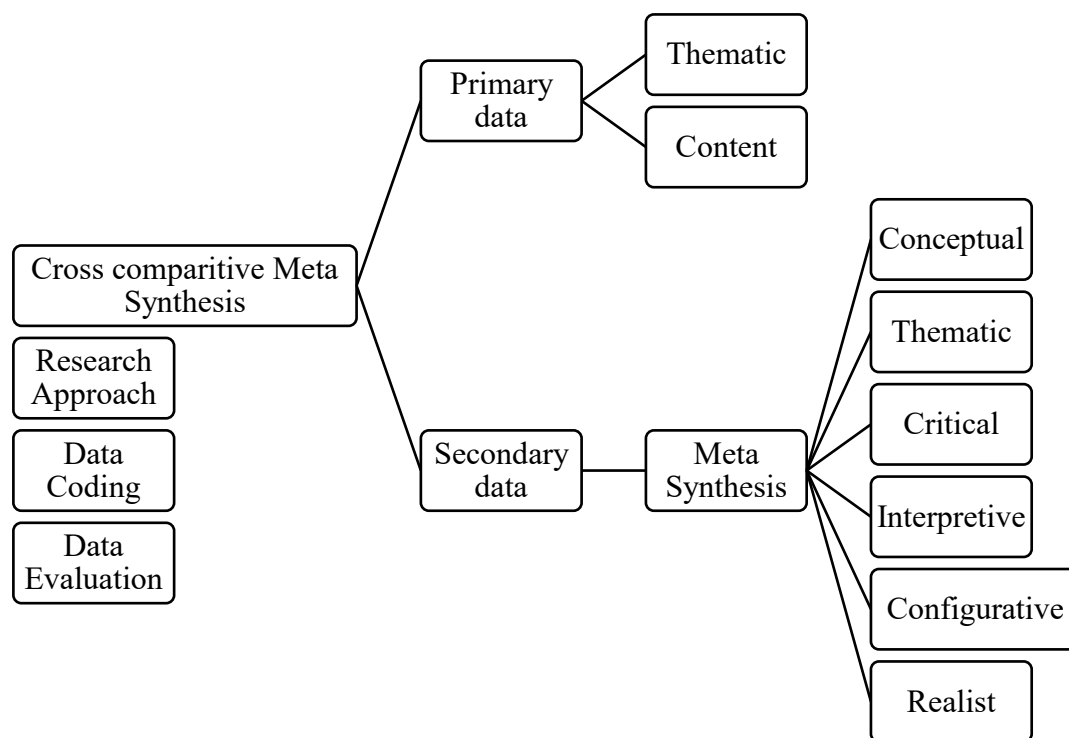 Cross comparitive Meta
Synthesis
Research
Approach
Data
Coding
Data
Evaluation
Primary
data
Thematic
Content
Secondary
data
Meta
Synthesis
Conceptual
Thematic
Critical
Interpretive
Configurative
Realist